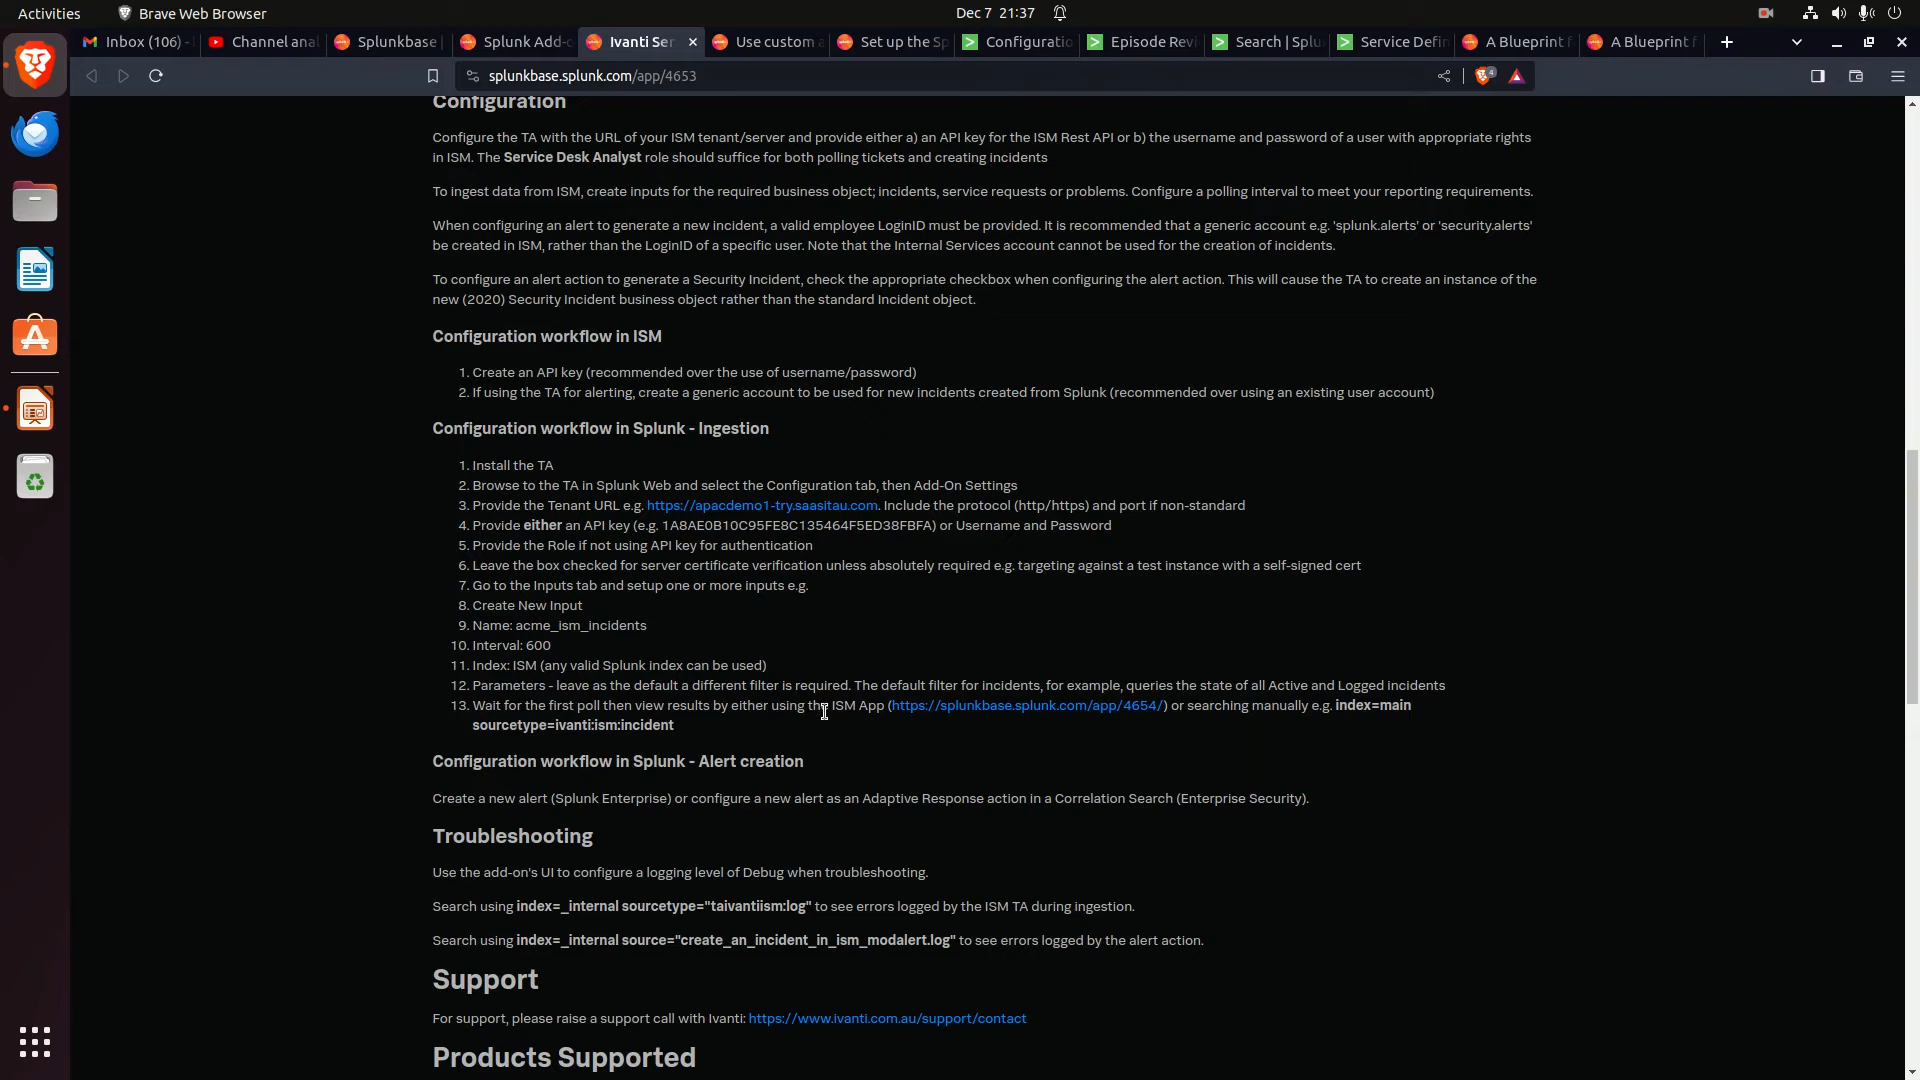 Activities
Brave Web Browser
Dec 7 21:37
Inbox (106) -
Channel anal
Splunkbase |
Splunk Add-o
Ivanti Ser
Use custom a
Set up the Sp
Configuratio
Episode Rev
Search | Splu
Service Defin
A Blueprint f
A Blueprint f
splunkbase.splunk.com/app/4653
4
Configuration
Configure the TA with the URL of your ISM tenant/server and provide either a) an API key for the ISM Rest API or b) the username and password of a user with appropriate rights
in ISM. The Service Desk Analyst role should suffice for both polling tickets and creating incidents
To ingest data from ISM, create inputs for the required business object; incidents, service requests or problems. Configure a polling interval to meet your reporting requirements.
When configuring an alert to generate a new incident, a valid employee LoginID must be provided. It is recommended that a generic account e.g. 'splunk.alerts' or 'security.alerts'
be created in ISM, rather than the LoginID of a specific user. Note that the Internal Services account cannot be used for the creation of incidents.
To configure an alert action to generate a Security Incident, check the appropriate checkbox when configuring the alert action. This will cause the TA to create an instance of the
new (2020) Security Incident business object rather than the standard Incident object.
Configuration workflow in ISM
1. Create an API key (recommended over the use of username/password)
2. If using the TA for alerting, create a generic account to be used for new incidents created from Splunk (recommended over using an existing user account)
Configuration workflow in Splunk - Ingestion
1. Install the TA
2. Browse to the TA in Splunk Web and select the Configuration tab, then Add-On Settings
3. Provide the Tenant URL e.g. https://apacdemo1-try.saasitau.com. Include the protocol (http/https) and port if non-standard
4. Provide either an API key (e.g. 1A8AE0B10C95FE8C135464F5ED38FBFA) or Username and Password
5. Provide the Role if not using API key for authentication
6. Leave the box checked for server certificate verification unless absolutely required e.g. targeting against a test instance with a self-signed cert
7. Go to the Inputs tab and setup one or more inputs e.g.
8. Create New Input
9. Name: acme_ism_incidents
10. Interval: 600
11. Index: ISM (any valid Splunk index can be used)
12. Parameters - leave as the default a different filter is required. The default filter for incidents, for example, queries the state of all Active and Logged incidents
13. Wait for the first poll then view results by either using the ISM App (https://splunkbase.splunk.com/app/4654/) or searching manually e.g. index=main
sourcetype=ivanti:ism:incident
Configuration workflow in Splunk - Alert creation
Create a new alert (Splunk Enterprise) or configure a new alert as an Adaptive Response action in a Correlation Search (Enterprise Security).
Troubleshooting
Use the add-on's UI to configure a logging level of Debug when troubleshooting.
Search using index=_internal sourcetype="taivantiism:log" to see errors logged by the ISM TA during ingestion.
Search using index=_internal source="create_an_incident_in_ism_modalert.log" to see errors logged by the alert action.
Support
For support, please raise a support call with Ivanti: https://www.ivanti.com.au/support/contact
Products Supported